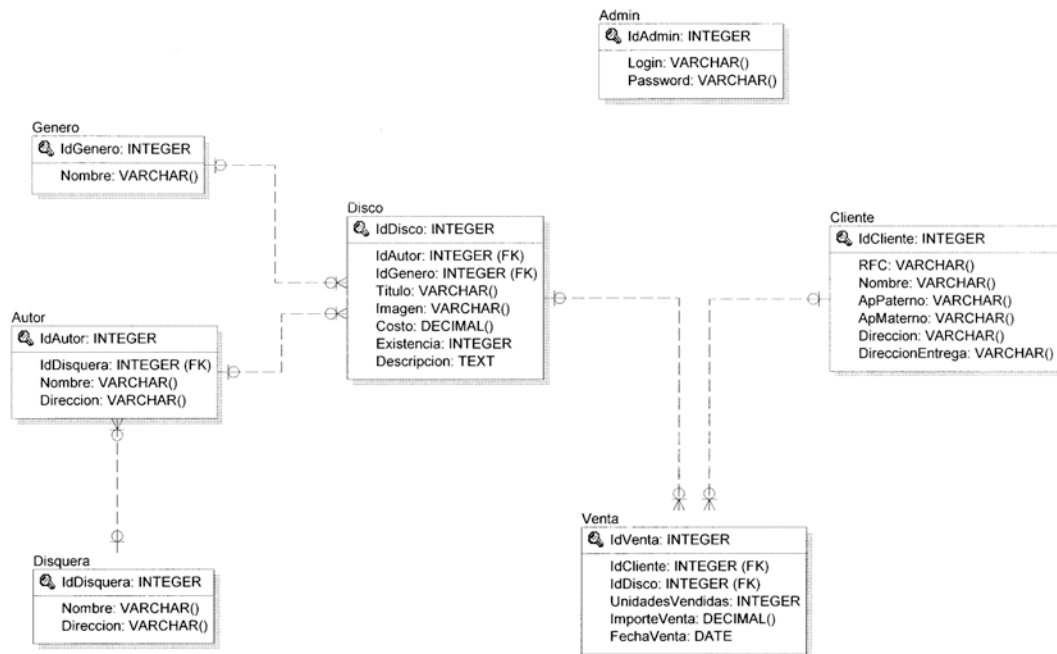 Admin
IdAdmin: INTEGER
Login: VARCHAR()
Password: VARCHAR()
Genero
IdGenero: INTEGER
Nombre: VARCHAR()
Disco
IdDisco: INTEGER
IdAutor: INTEGER (FK)
IdGenero: INTEGER (FK)
Titulo: VARCHAR()
Imagen: VARCHAR()
Costo: DECIMAL()
Existencia: INTEGER
Descripcion: TEXT
Cliente
IdCliente: INTEGER
RFC: VARCHAR()
Nombre: VARCHAR()
ApPaterno: VARCHAR()
ApMaterno: VARCHAR()
Direccion: VARCHAR()
DireccionEntrega: VARCHAR()
Autor
IdAutor: INTEGER
IdDisquera: INTEGER (FK)
Nombre: VARCHAR()
Direccion: VARCHAR()
Disquera
IdDisquera: INTEGER
Nombre: VARCHAR()
Direccion: VARCHAR()
Venta
IdVenta: INTEGER
IdCliente: INTEGER (FK)
IdDisco: INTEGER (FK)
UnidadesVendidas: INTEGER
ImporteVenta: DECIMAL()
FechaVenta: DATE